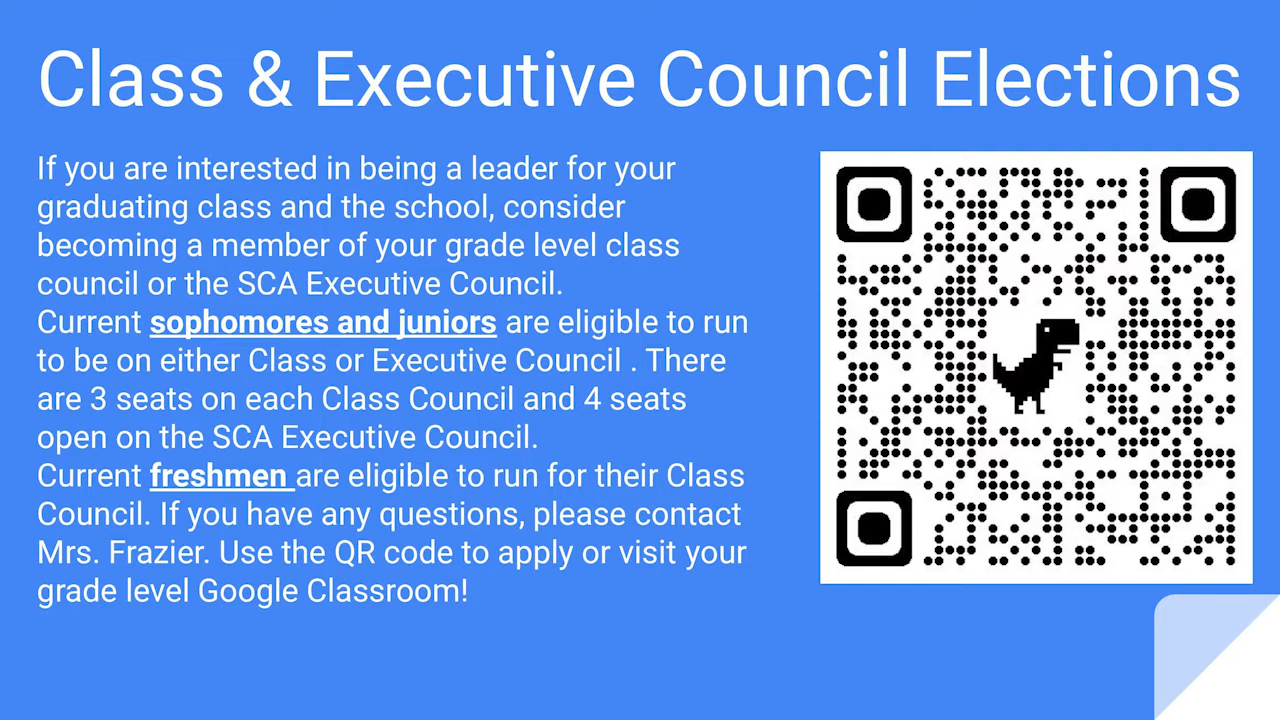 Class & Executive Council Elections
If you are interested in being a leader for your
graduating class and the school, consider
becoming a member of your grade level class
council or the SCA Executive Council.
Current sophomores and juniors are eligible to run
to be on either Class or Executive Council . There
are 3 seats on each Class Council and 4 seats
open on the SCA Executive Council.
Current freshmen are eligible to run for their Class
Council. If you have any questions, please contact
Mrs. Frazier. Use the QR code to apply or visit your
grade level Google Classroom!